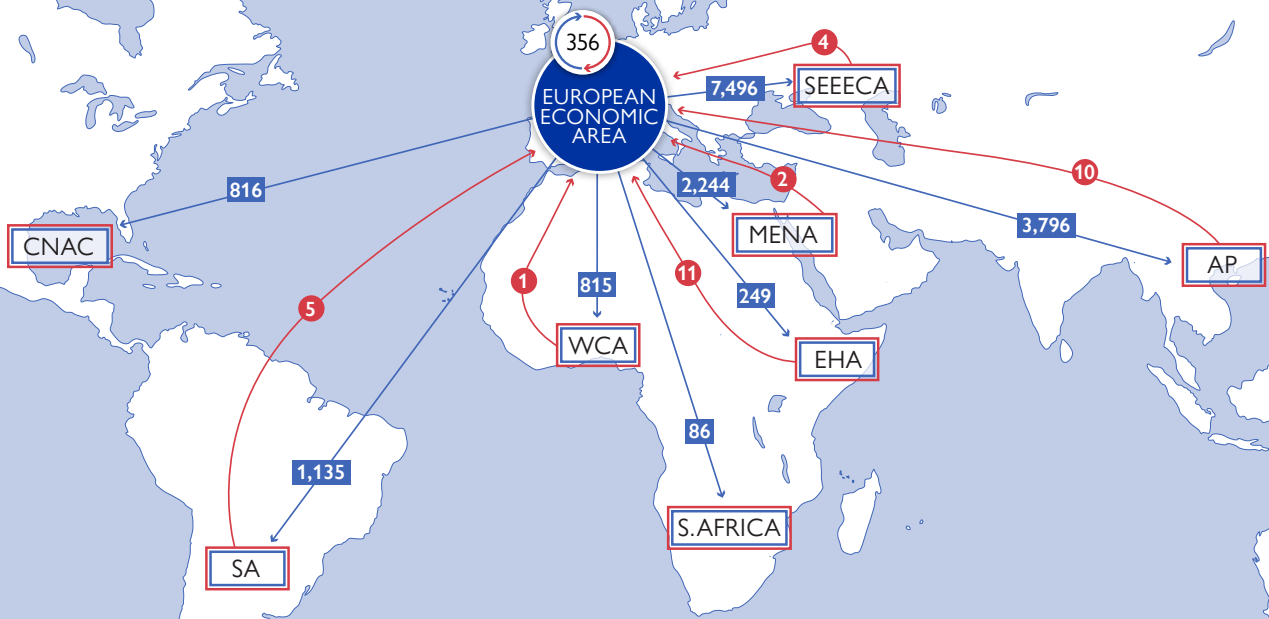 356
4
EUROPEAN
ECONOMIC
AREA
7,496
SEEECA
816
2,244
2
10
CNAC
MENA
3,796
AP
5
1
815
11
249
WCA
EHA
86
1,135
S.AFRICA
SA